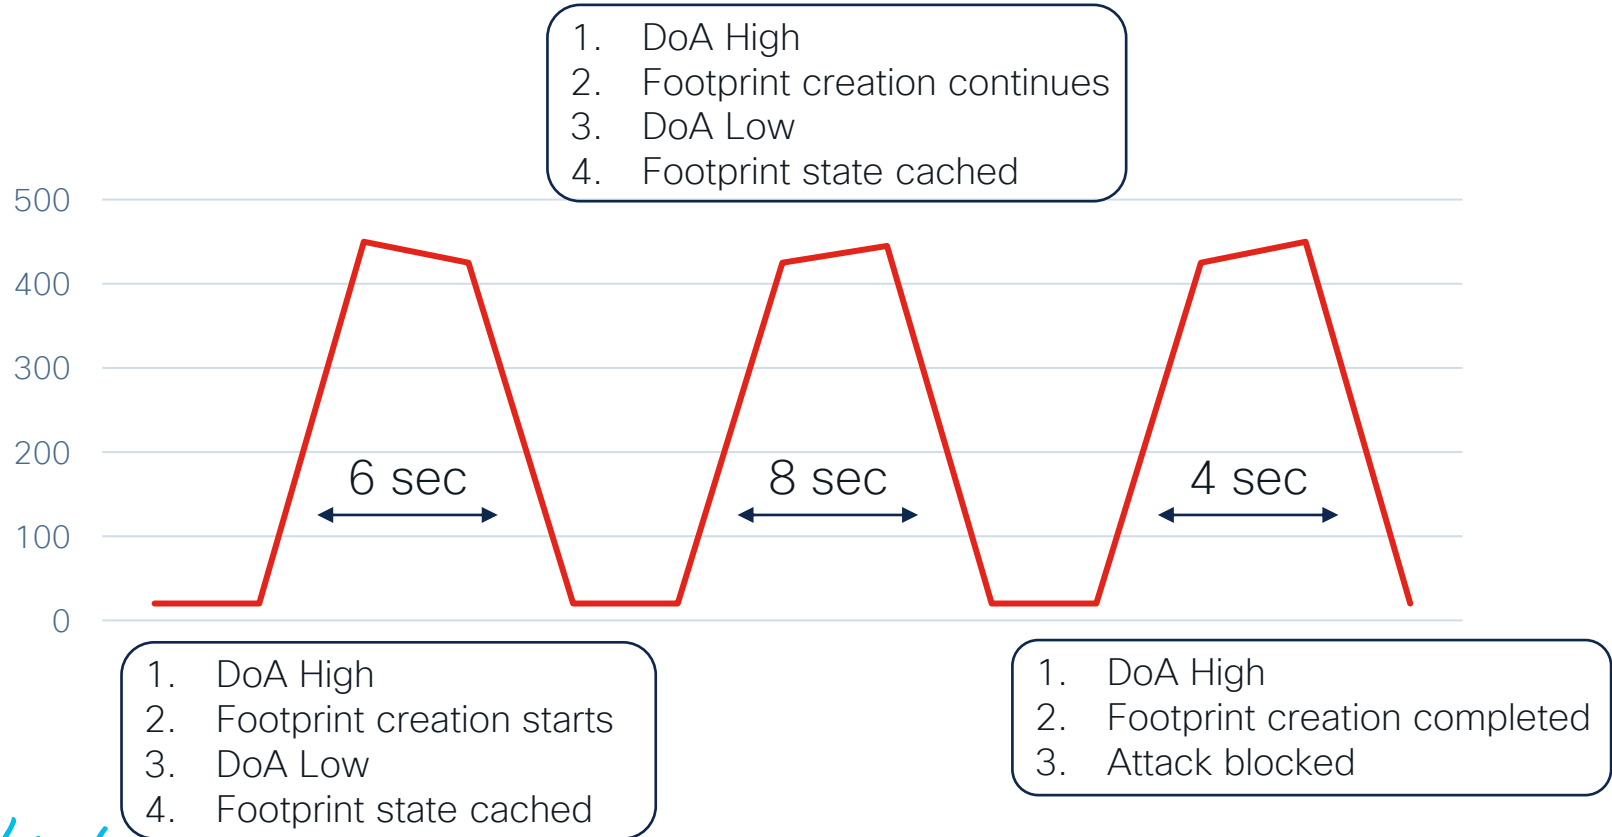 1. DoA High
2. Footprint creation continues
3. DoA Low
4. Footprint state cached
500
400
300
200
100
0
6 sec
8 sec
4 sec
1. DoA High
2. Footprint creation starts
3. DoA Low
4. Footprint state cached
1. DoA High
2. Footprint creation completed
3. Attack blocked